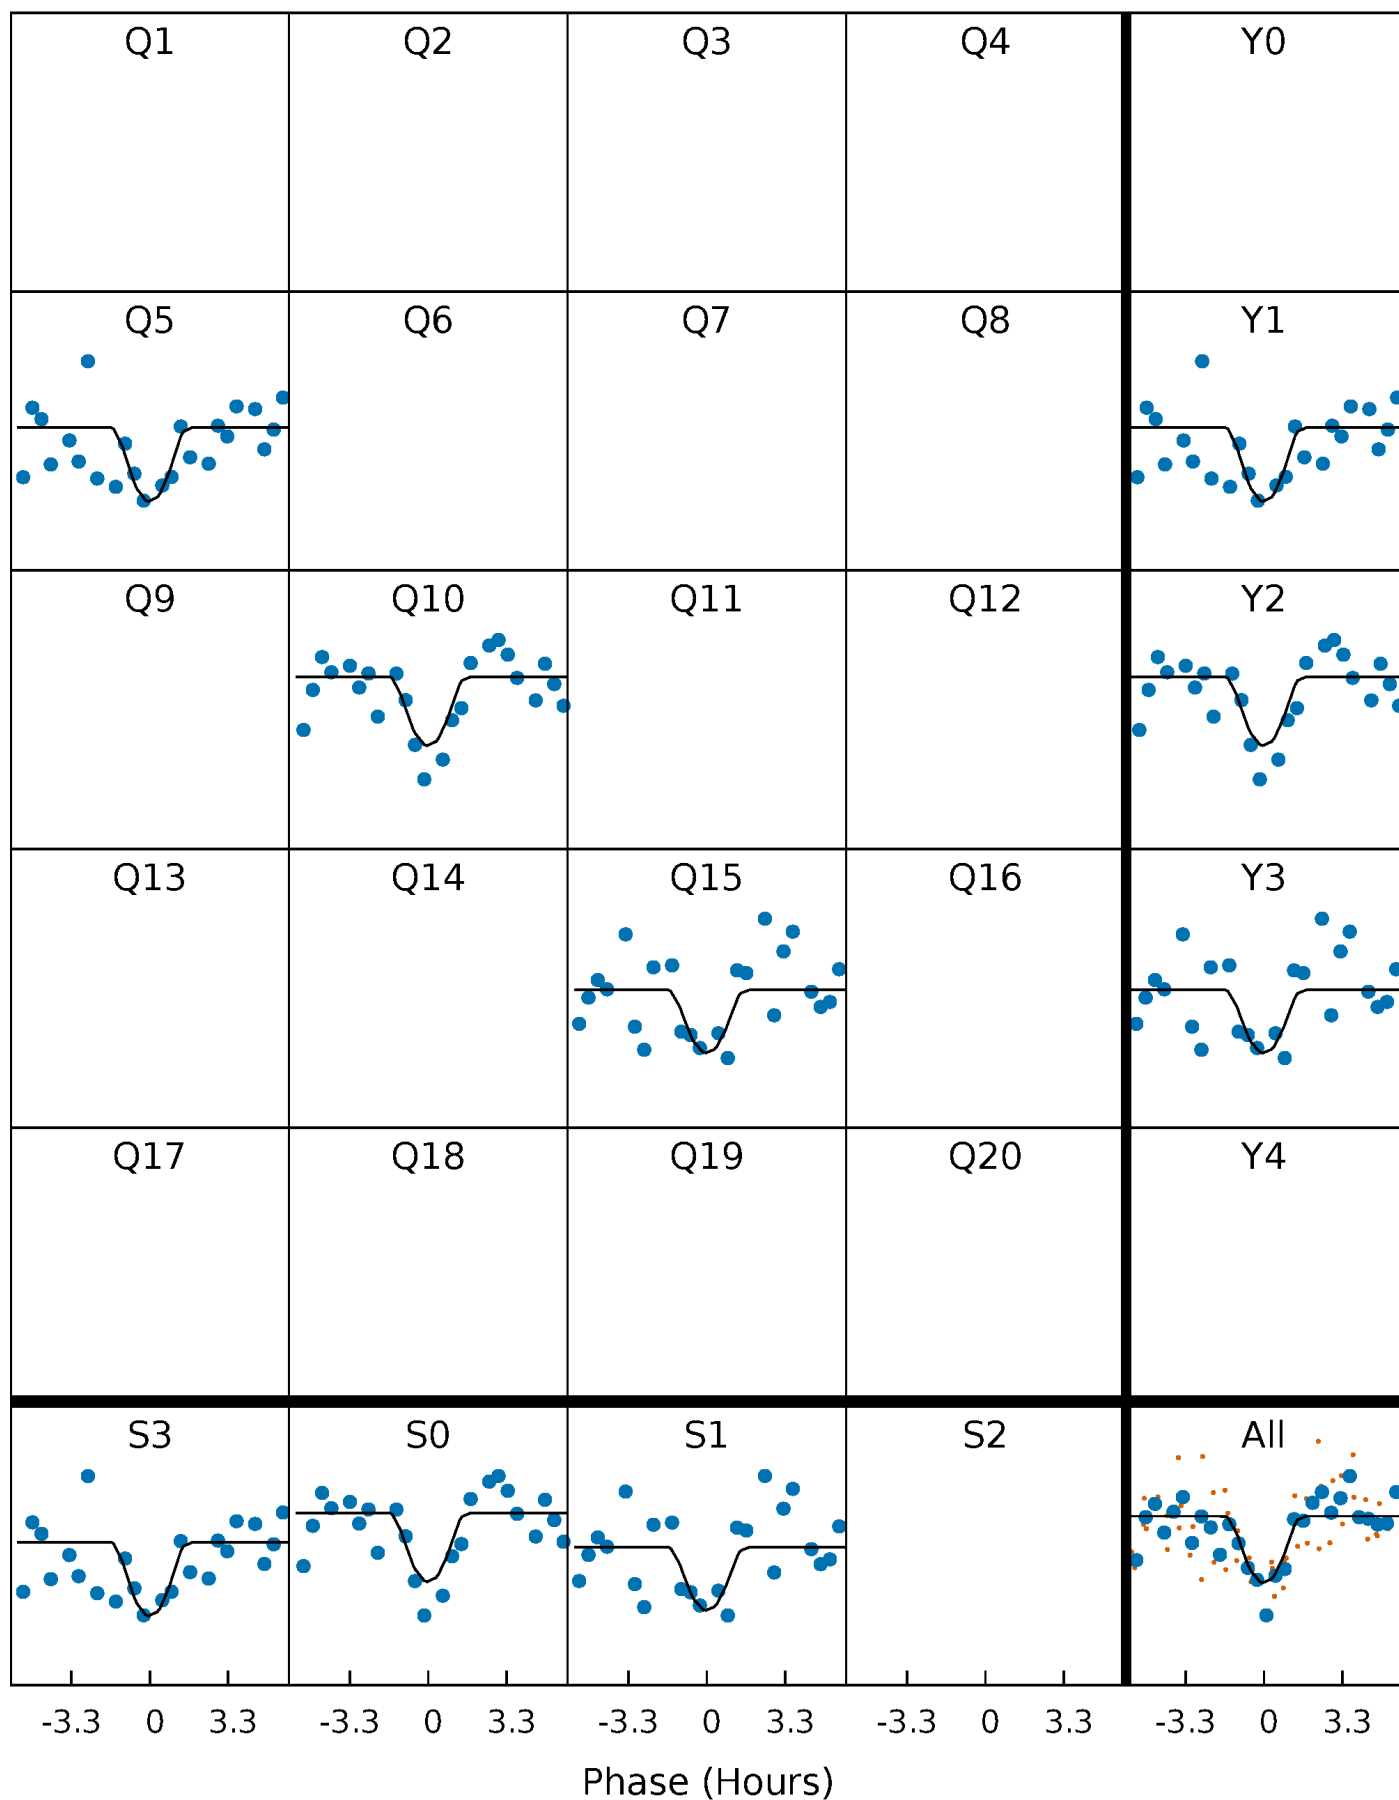 Q1 Q2 Q3 Q4 Y0
Q5 Q6 Q7 Q8 Y1
Q9 Q10 Q11 Q12 Y2
Q13 Q14 Q15 Q16 Y3
Q17 Q18 Q19 Q20 Y4
S3 S0 S1 S2 All
-3.3 0 3.3 -3.3 0 3.3 -3.3 0 3.3 -3.3 0 3.3 -3.3 0 3.3
Phase (Hours)